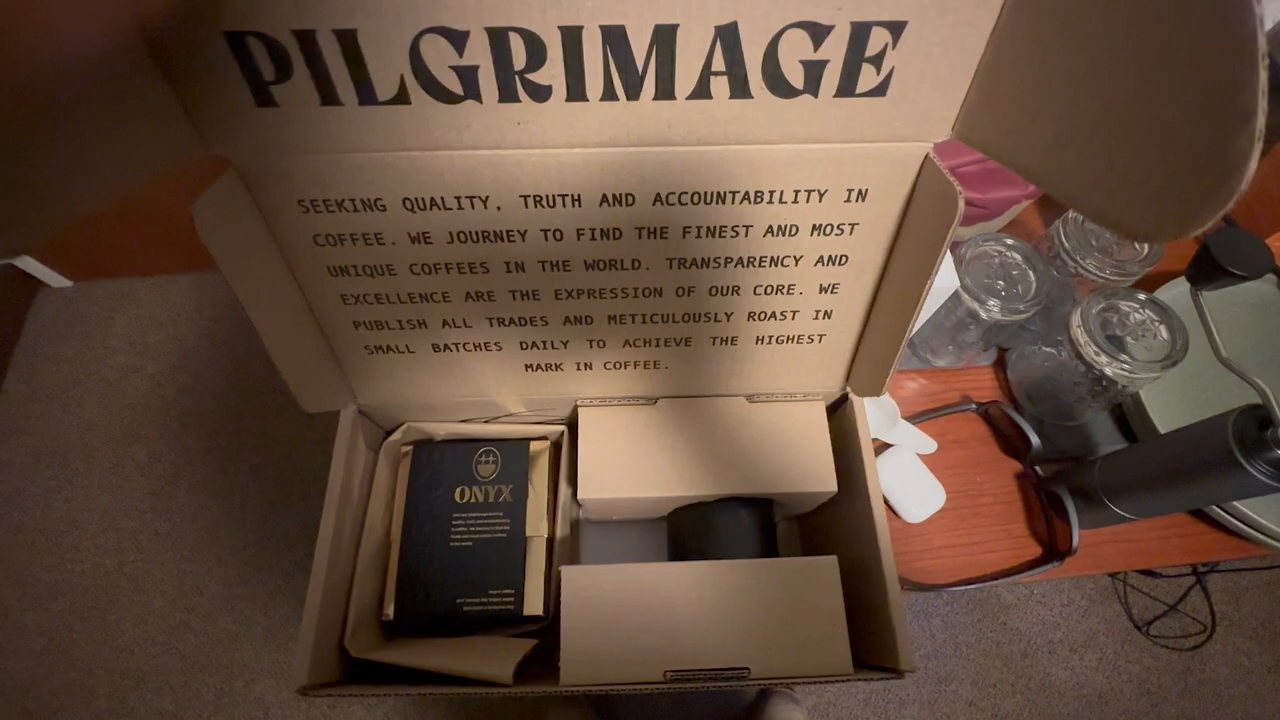 PILGRIMAGE
SEEKING QUALITY, TRUTH AND ACCOUNTABILITY IN
COFFEE. WE JOURNEY TO FIND THE FINEST AND MOST
UNIQUE COFFEES IN THE WORLD. TRANSPARENCY AND
EXCELLENCE ARE THE EXPRESSION OF OUR CORE. WE
PUBLISH ALL TRADES AND METICULOUSLY ROAST IN
SMALL BATCHES DAILY TO ACHIEVE THE HIGHEST
MARK IN COFFEE.
ONYX